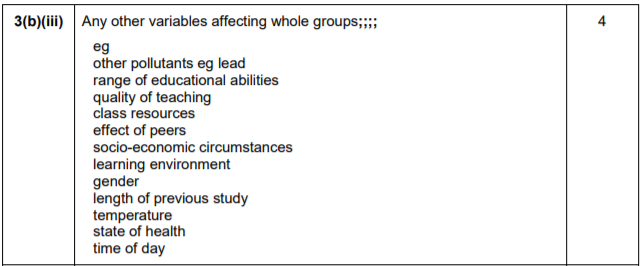 3(b)(iii) Any other variables affecting whole groups;;;; 4
eg
other pollutants eg lead
range of educational abilities
quality of teaching
class resources
effect of peers
socio-economic circumstances
learning environment
gender
length of previous study
temperature
state of health
time of day